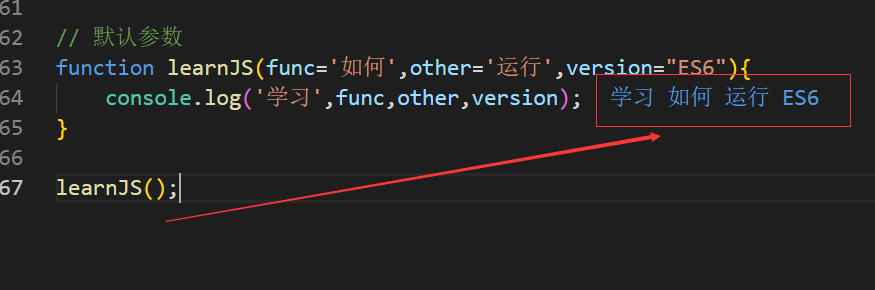 61
62 // 默认参数
63 function learnJS(func='如何',other='运行',version="ES6"){
64 console.log('学习',func,other,version); 学习 如何 运行 ES6
65 }
66
67 learnJS();